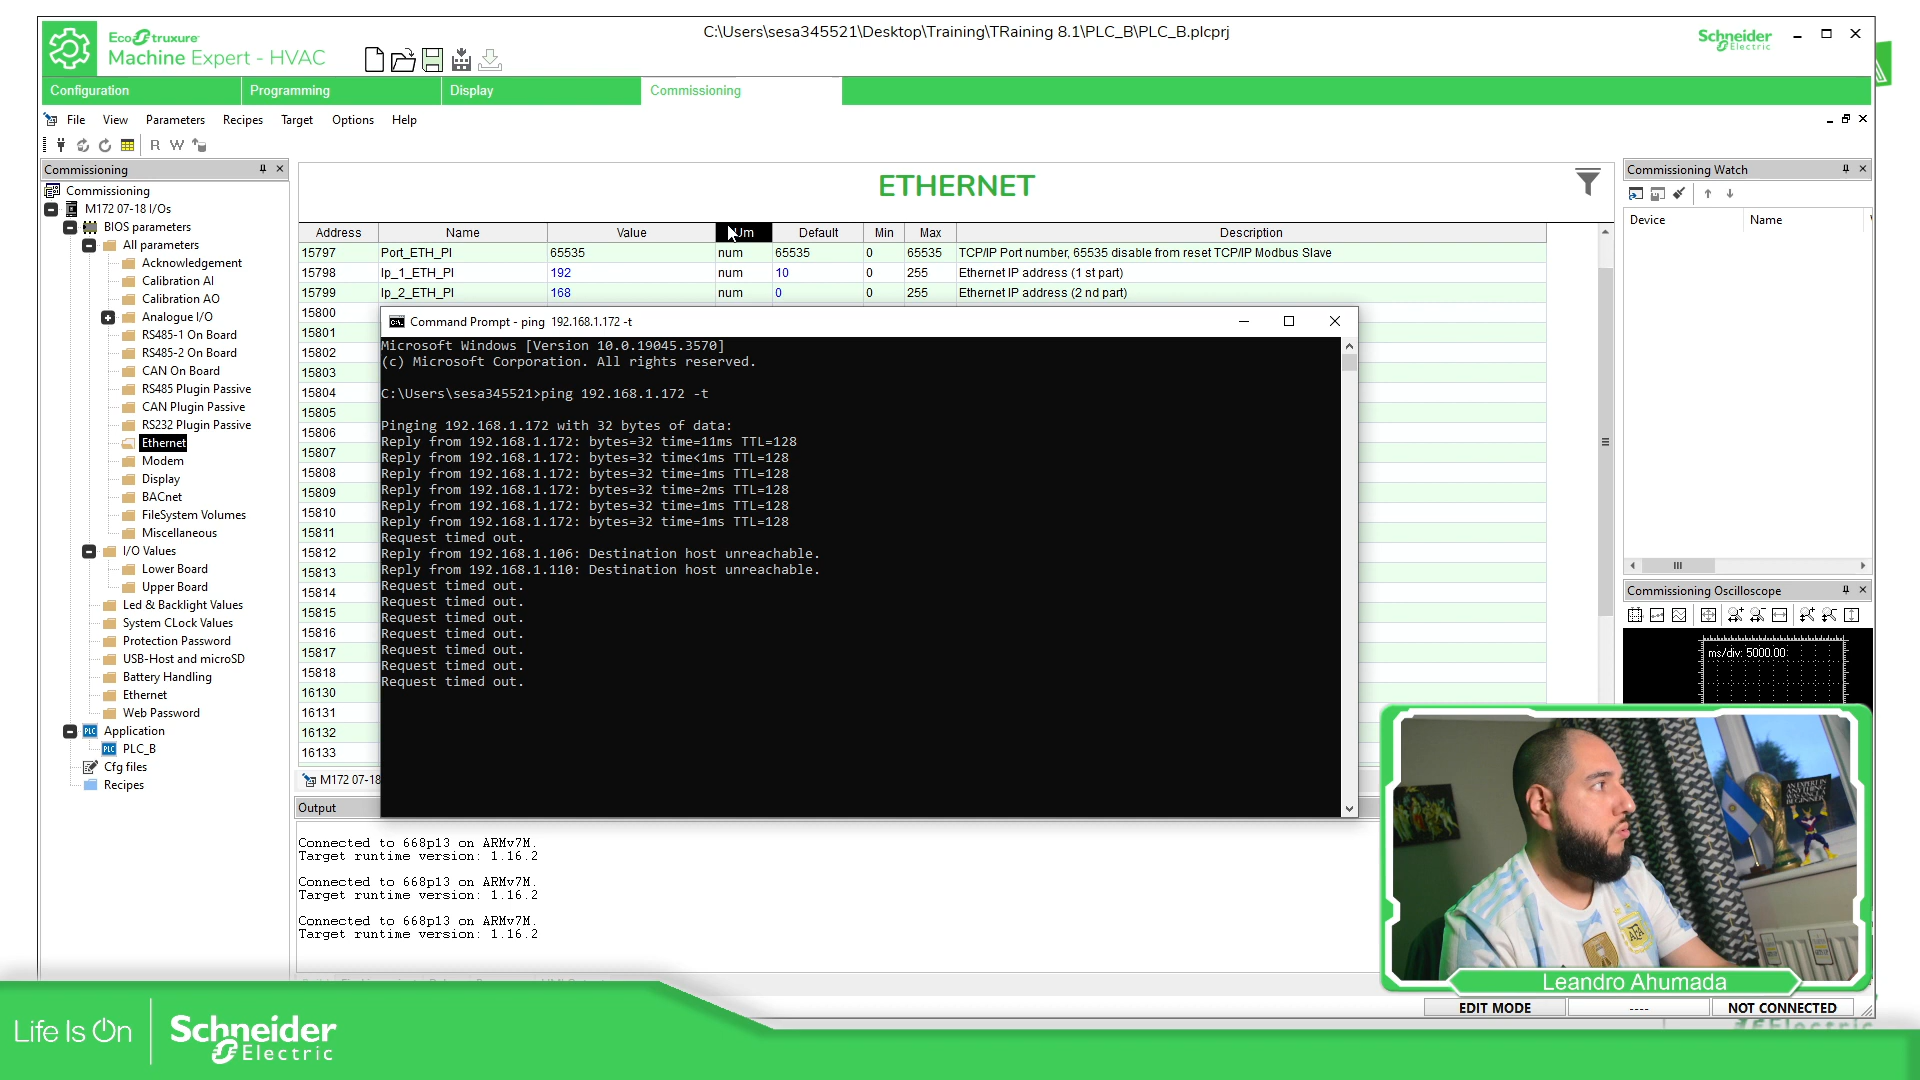 C:\Users\sesa345521\Desktop\Training\TRaining 8.1\PLC_B\PLC_B.plcprj
EcoStruxure
Machine Expert - HVAC
Schneider
Electric
Configuration
Programming
Display
Commissioning
File View Parameters Recipes Target Options Help
R W
Commissioning
Commissioning
M172 07-18 I/Os
BIOS parameters
All parameters
Acknowledgement
Calibration AI
Calibration AO
Analogue I/O
RS485-1 On Board
RS485-2 On Board
CAN On Board
RS485 Plugin Passive
CAN Plugin Passive
RS232 Plugin Passive
Ethernet
Modem
Display
BACnet
FileSystem Volumes
Miscellaneous
I/O Values
Lower Board
Upper Board
Led & Backlight Values
System CLock Values
Protection Password
USB-Host and microSD
Battery Handling
Ethernet
Web Password
Application
PLC_B
Cfg files
Recipes
ETHERNET
Address Name Value Um Default Min Max Description
15797 Port_ETH_PI 65535 num 65535 0 65535 TCP/IP Port number, 65535 disable from reset TCP/IP Modbus Slave
15798 Ip_1_ETH_PI 192 num 10 0 255 Ethernet IP address (1 st part)
15799 Ip_2_ETH_PI 168 num 0 0 255 Ethernet IP address (2 nd part)
15800
15801
15802
15803
15804
15805
15806
15807
15808
15809
15810
15811
15812
15813
15814
15815
15816
15817
15818
16130
16131
16132
16133
M172 07-18
Command Prompt - ping 192.168.1.172 -t
Microsoft Windows [Version 10.0.19045.3570]
(c) Microsoft Corporation. All rights reserved.
C:\Users\sesa345521>ping 192.168.1.172 -t
Pinging 192.168.1.172 with 32 bytes of data:
Reply from 192.168.1.172: bytes=32 time=11ms TTL=128
Reply from 192.168.1.172: bytes=32 time<1ms TTL=128
Reply from 192.168.1.172: bytes=32 time=1ms TTL=128
Reply from 192.168.1.172: bytes=32 time=2ms TTL=128
Reply from 192.168.1.172: bytes=32 time=1ms TTL=128
Reply from 192.168.1.172: bytes=32 time=1ms TTL=128
Request timed out.
Reply from 192.168.1.106: Destination host unreachable.
Reply from 192.168.1.110: Destination host unreachable.
Request timed out.
Request timed out.
Request timed out.
Request timed out.
Request timed out.
Request timed out.
Request timed out.
Output
Connected to 668p13 on ARMv7M.
Target runtime version: 1.16.2
Connected to 668p13 on ARMv7M.
Target runtime version: 1.16.2
Connected to 668p13 on ARMv7M.
Target runtime version: 1.16.2
Commissioning Watch
Device Name
Commissioning Oscilloscope
ms/div: 5000.00
AN EXPERT IN
ANYTHING
WAS ONCE A
BEGINNER
AFA
Leandro Ahumada
EDIT MODE ---- NOT CONNECTED
Life Is On
Schneider
Electric